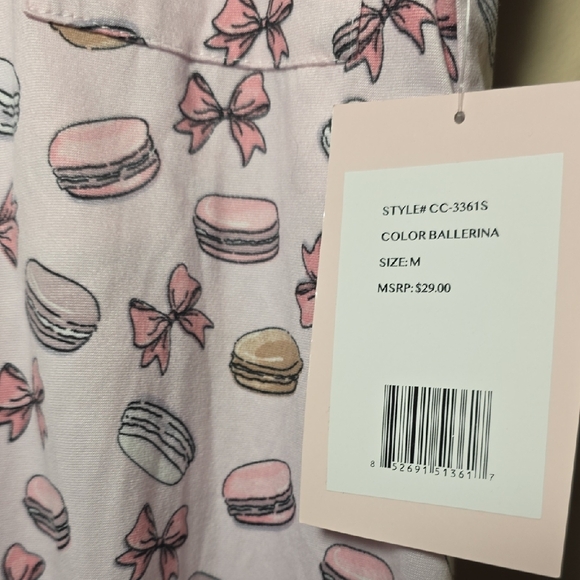 STYLE# CC-3361S
COLOR BALLERINA
SIZE: M
MSRP: $29.00
8 52691 51361 7